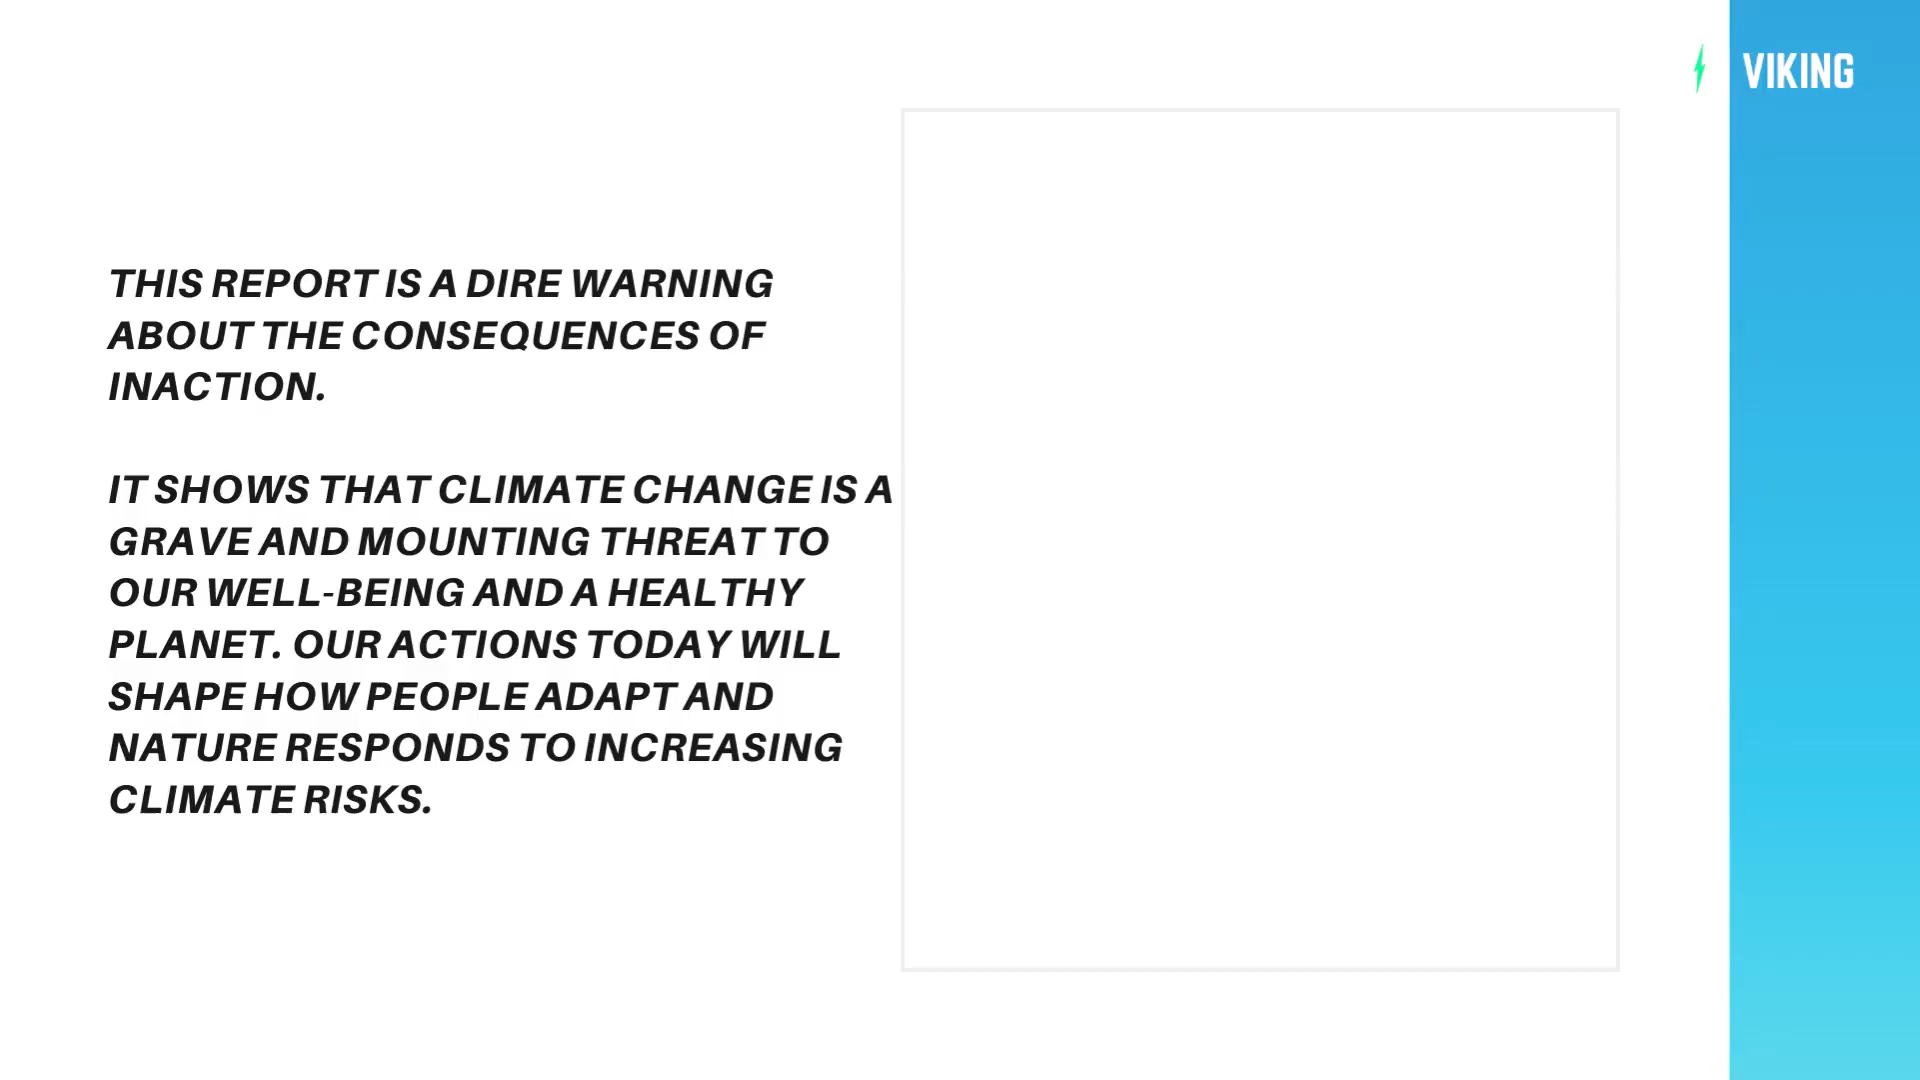 VIKING
THIS REPORT IS A DIRE WARNING
ABOUT THE CONSEQUENCES OF
INACTION.
IT SHOWS THAT CLIMATE CHANGE IS A
GRAVE AND MOUNTING THREAT TO
OUR WELL-BEING AND A HEALTHY
PLANET. OUR ACTIONS TODAY WILL
SHAPE HOW PEOPLE ADAPT AND
NATURE RESPONDS TO INCREASING
CLIMATE RISKS.